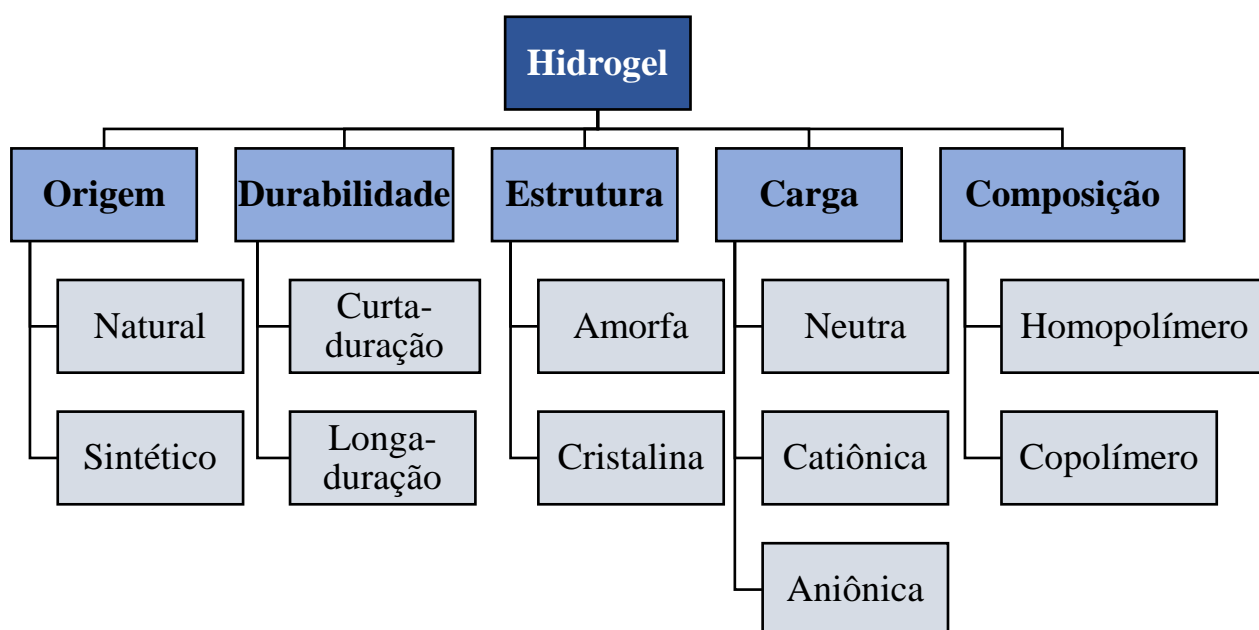 Hidrogel
Origem
Durabilidade
Estrutura
Carga
Composição
Natural
Curta-
duração
Amorfa
Neutra
Homopolímero
Sintético
Longa-
duração
Cristalina
Catiônica
Copolímero
Aniônica